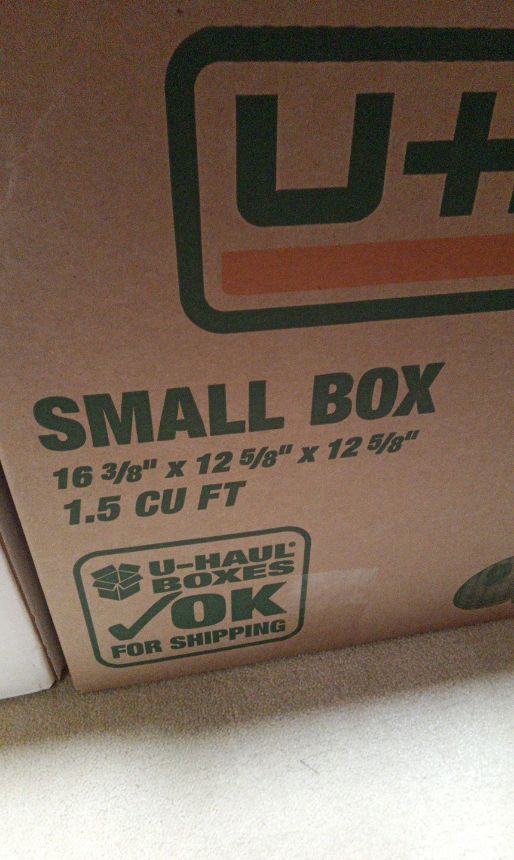 U-H
SMALL BOX
16 3/8" x 12 5/8" x 12 5/8"
1.5 CU FT
U-HAUL®
BOXES
OK
FOR SHIPPING